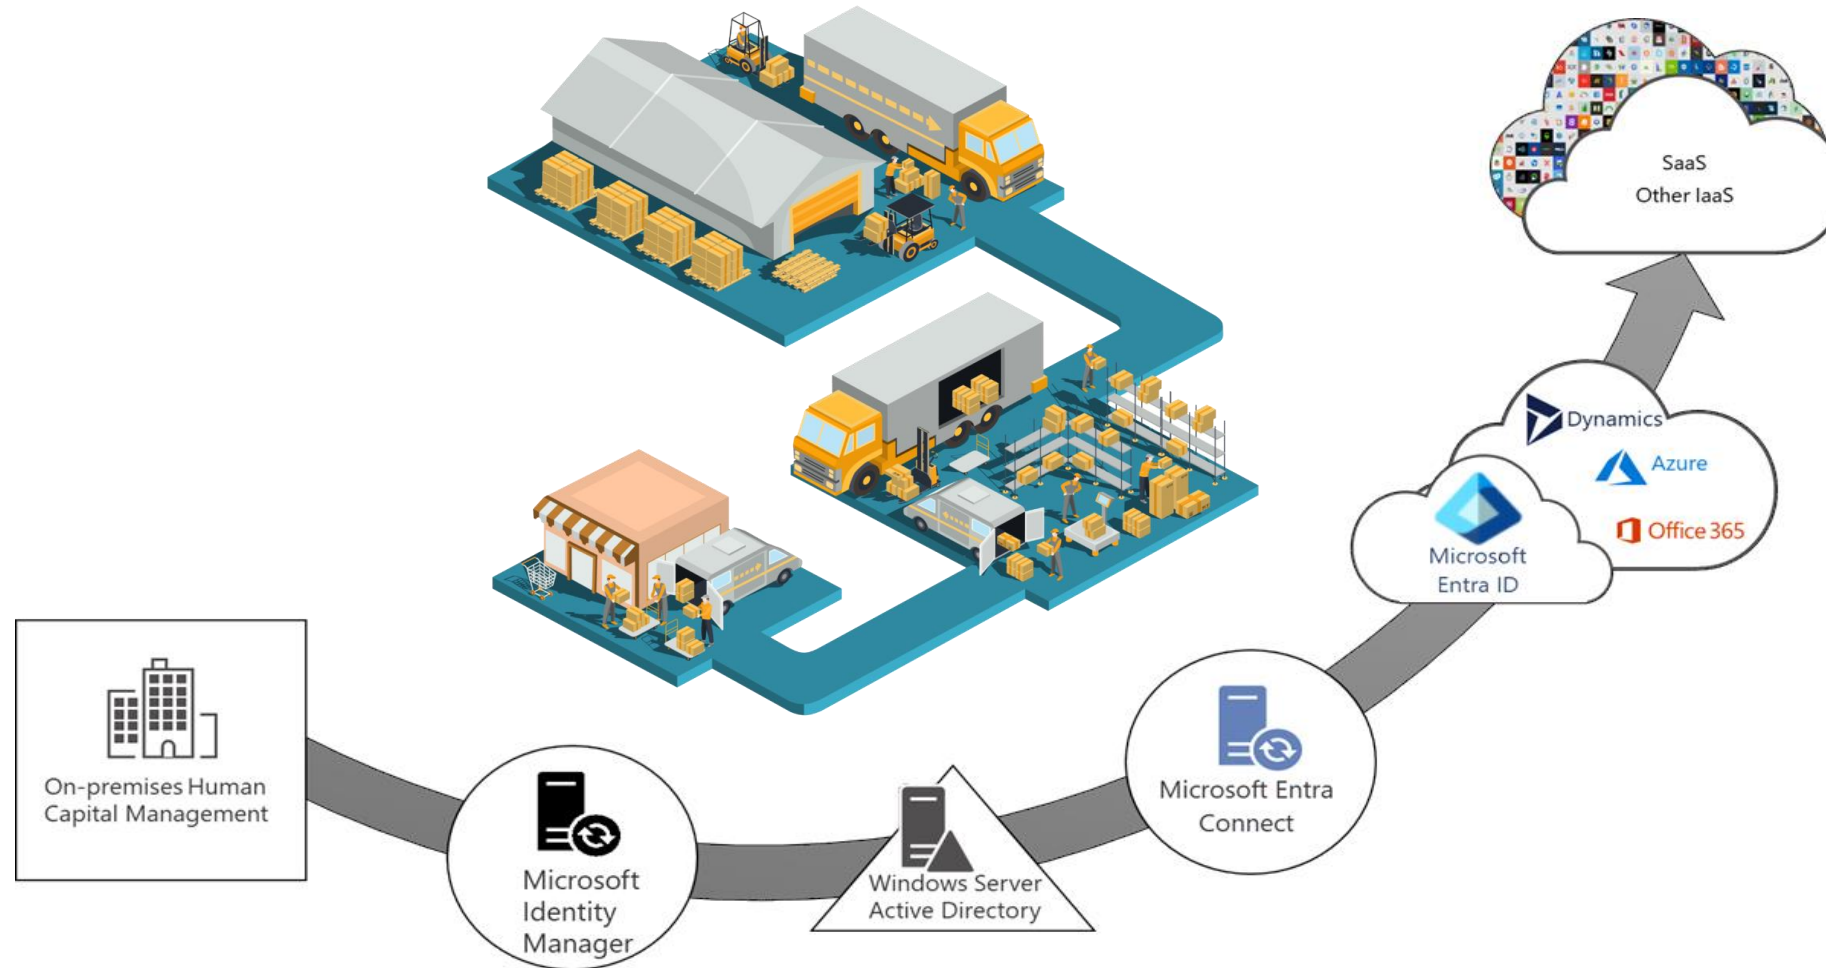 SaaS
Other IaaS
Dynamics
Azure
Office 365
Microsoft
Entra ID
Microsoft Entra
Connect
On-premises Human
Capital Management
Microsoft
Identity
Manager
Windows Server
Active Directory